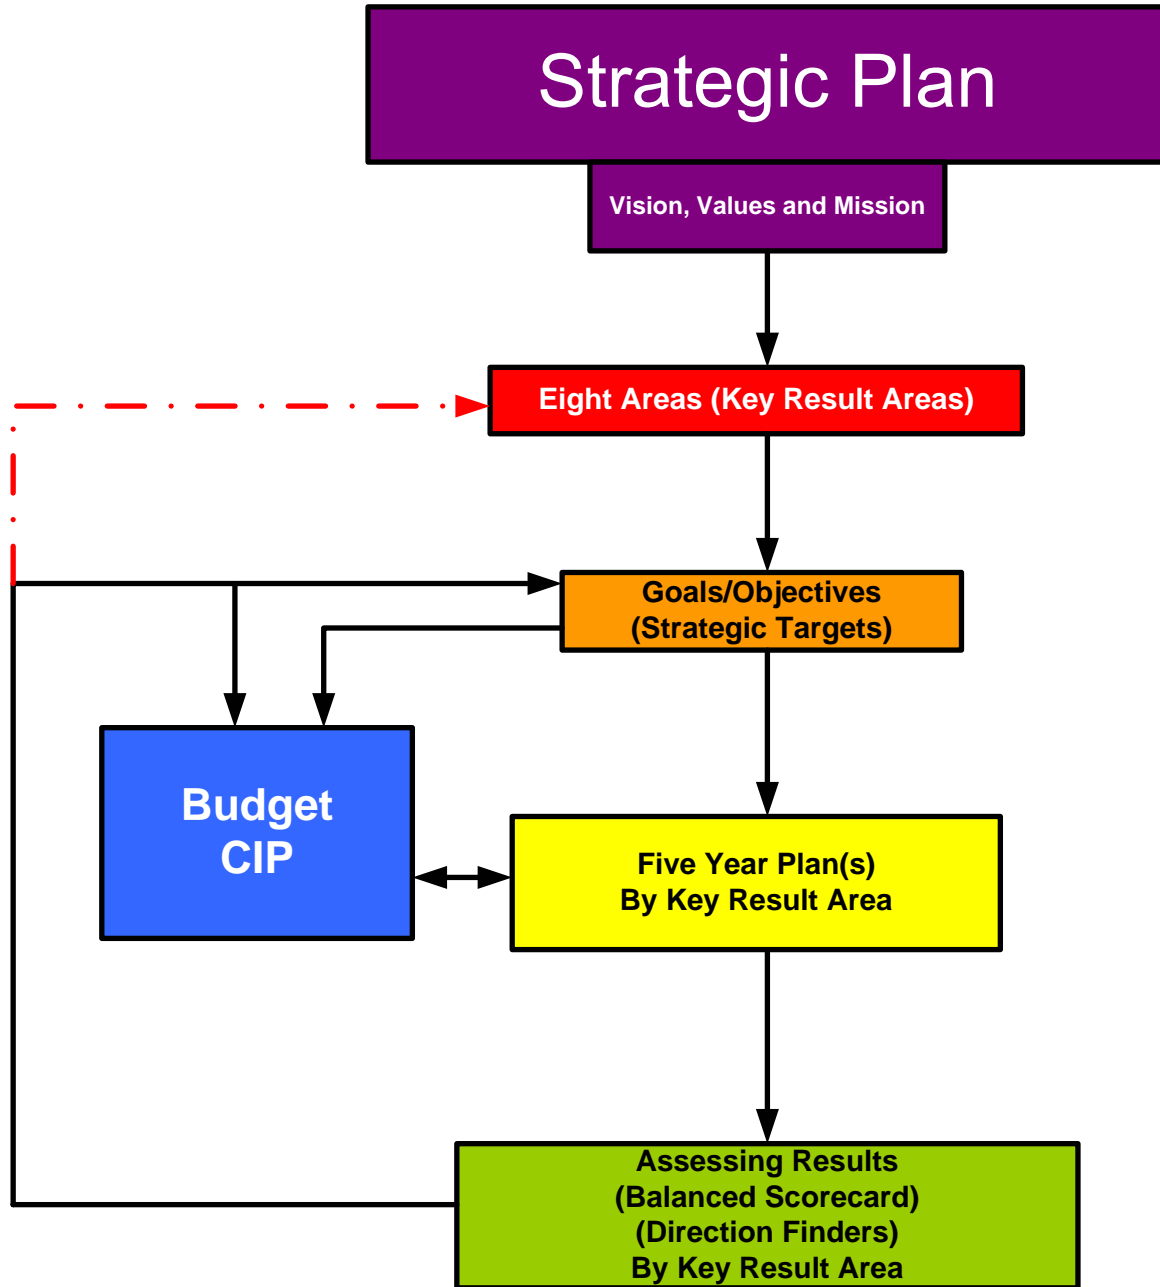 Strategic Plan
Vision, Values and Mission
Eight Areas (Key Result Areas)
Goals/Objectives
(Strategic Targets)
Budget
CIP
Five Year Plan(s)
By Key Result Area
Assessing Results
(Balanced Scorecard)
(Direction Finders)
By Key Result Area